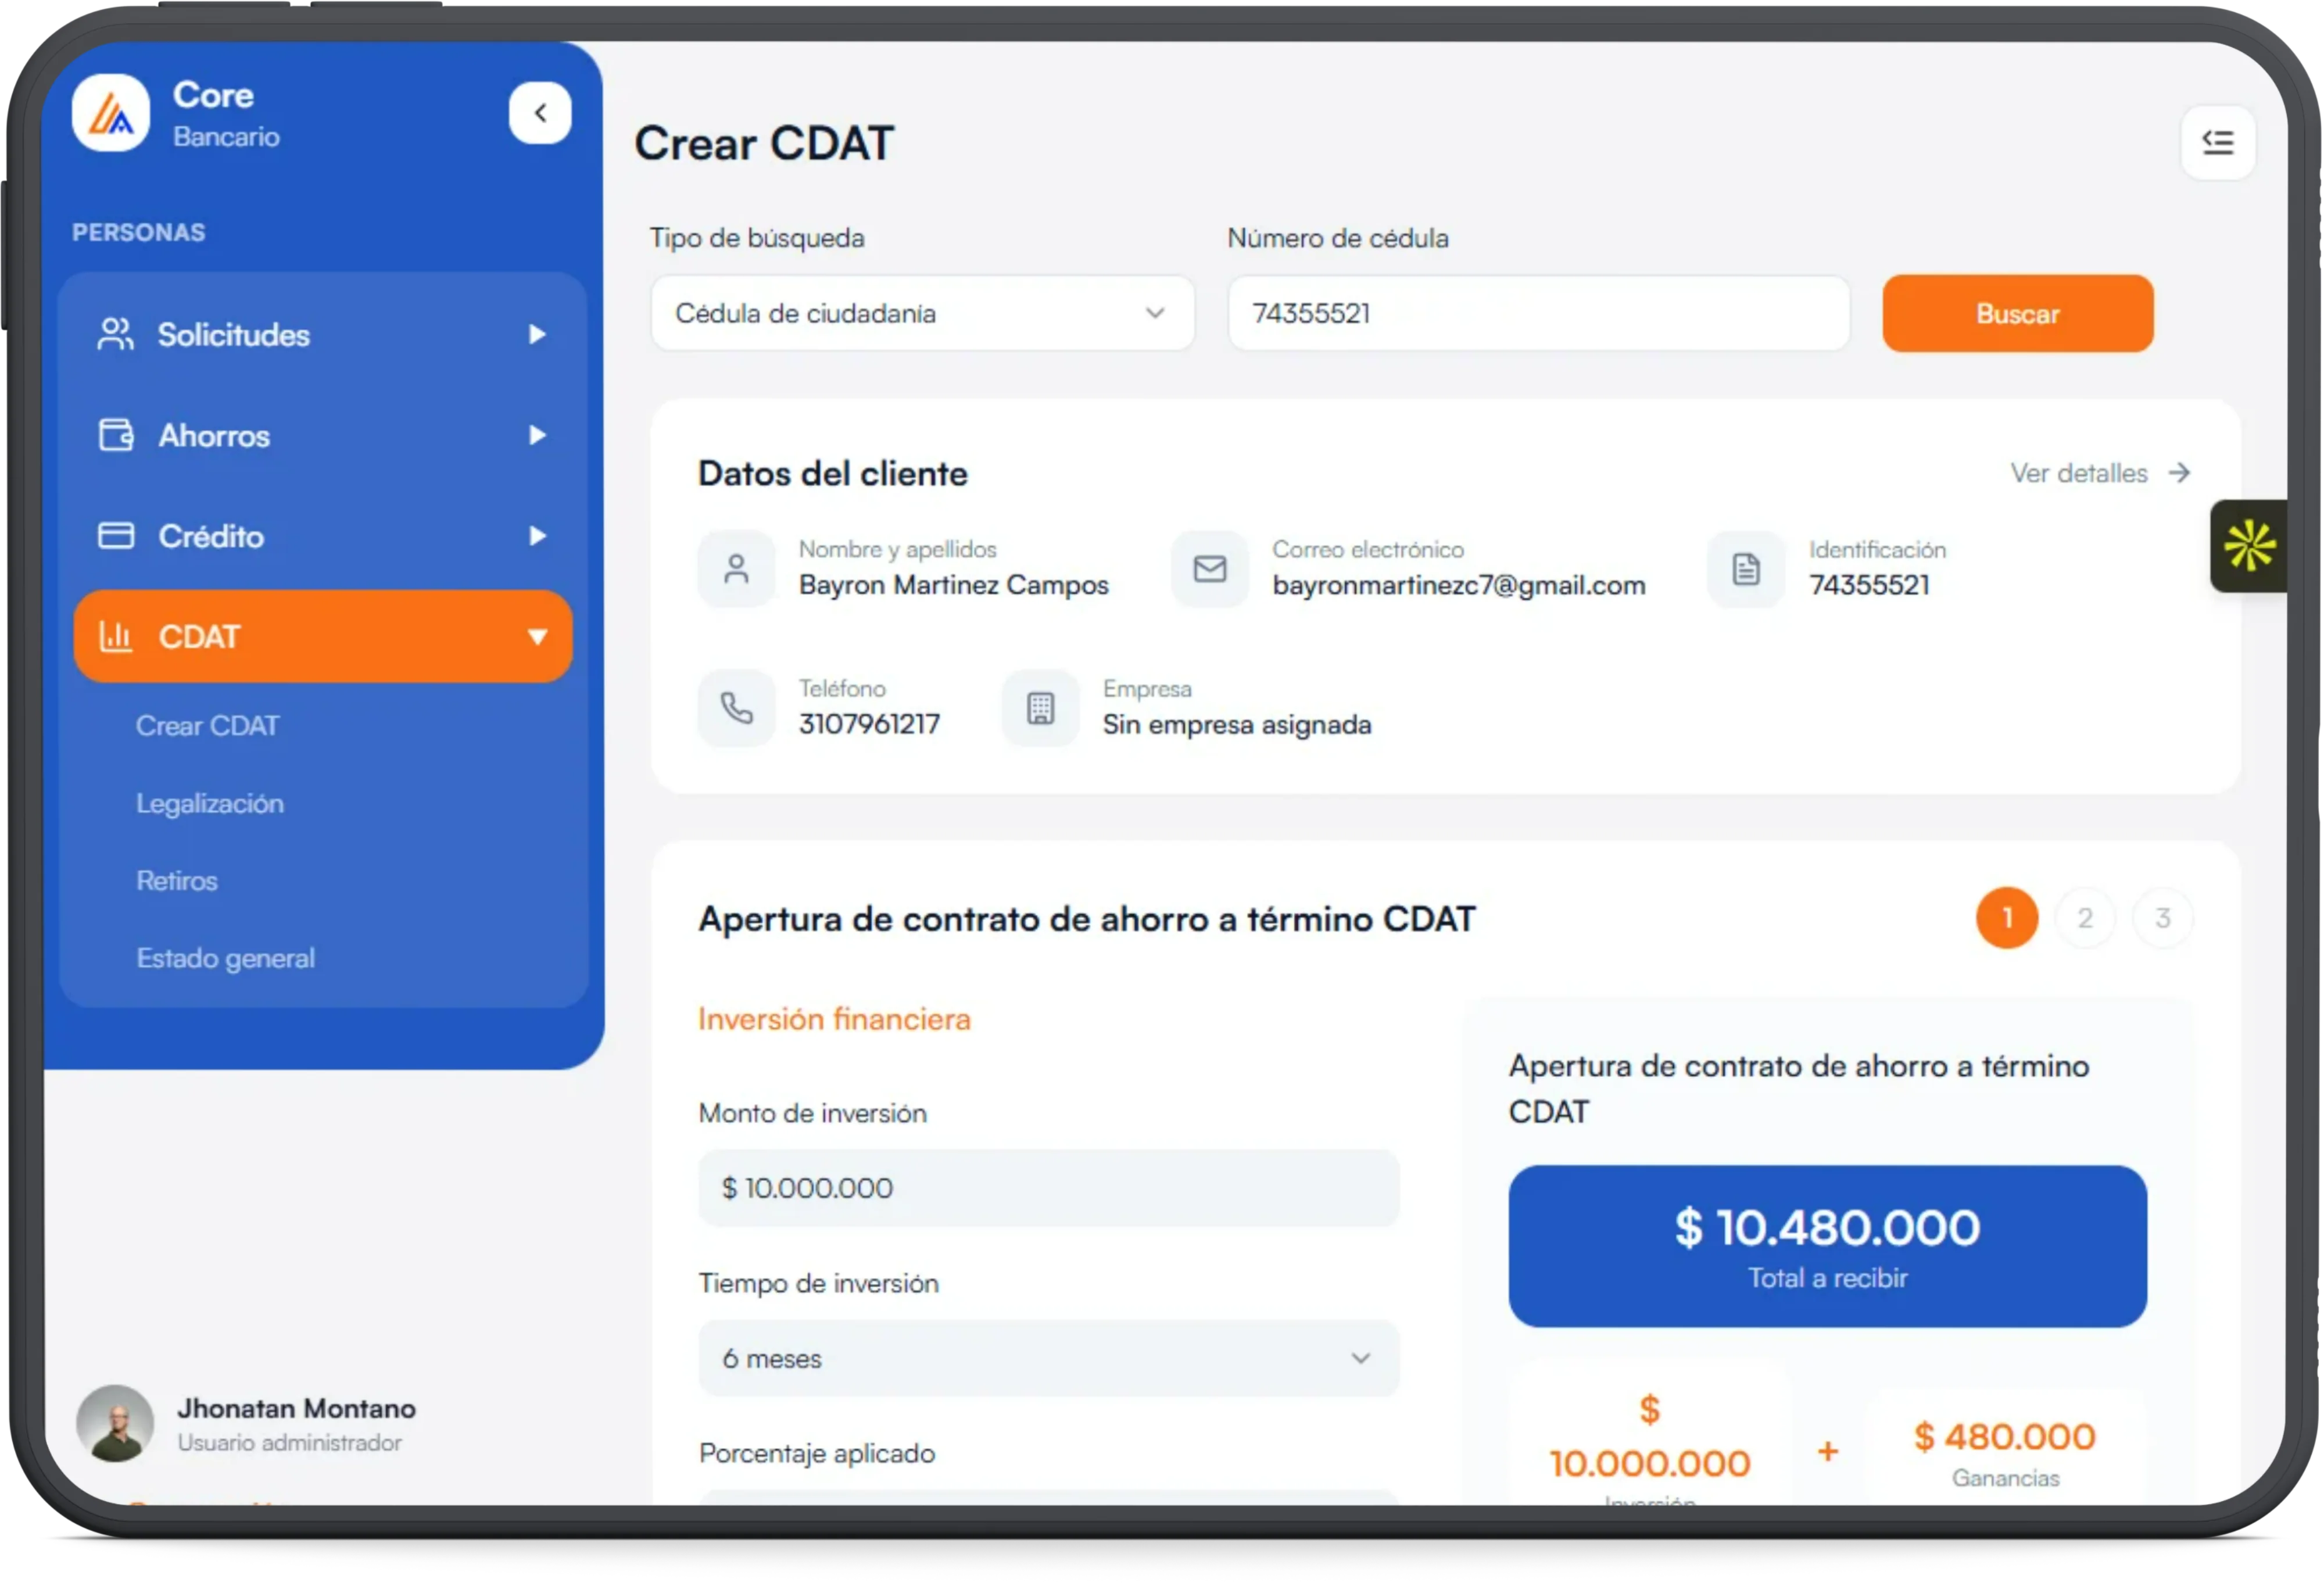 Core
Bancario
PERSONAS
Solicitudes
Ahorros
Crédito
CDAT
Crear CDAT
Legalización
Retiros
Estado general
Jhonatan Montano
Usuario administrador
Crear CDAT
Tipo de búsqueda
Cédula de ciudadanía
Número de cédula
74355521
Buscar
Datos del cliente
Ver detalles
Nombre y apellidos
Bayron Martinez Campos
Correo electrónico
bayronmartinezc7@gmail.com
Identificación
74355521
Teléfono
3107961217
Empresa
Sin empresa asignada
Apertura de contrato de ahorro a término CDAT
1 2 3
Inversión financiera
Monto de inversión
$ 10.000.000
Tiempo de inversión
6 meses
Porcentaje aplicado
Apertura de contrato de ahorro a término
CDAT
$ 10.480.000
Total a recibir
$
10.000.000
Inversión
+
$ 480.000
Ganancias